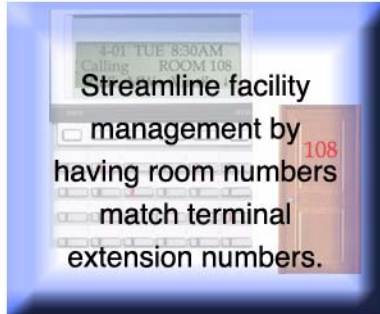 4-01 TUE 8:30AM
Calling ROOM 108
Streamline facility
management by
having room numbers
108
match terminal
extension numbers.